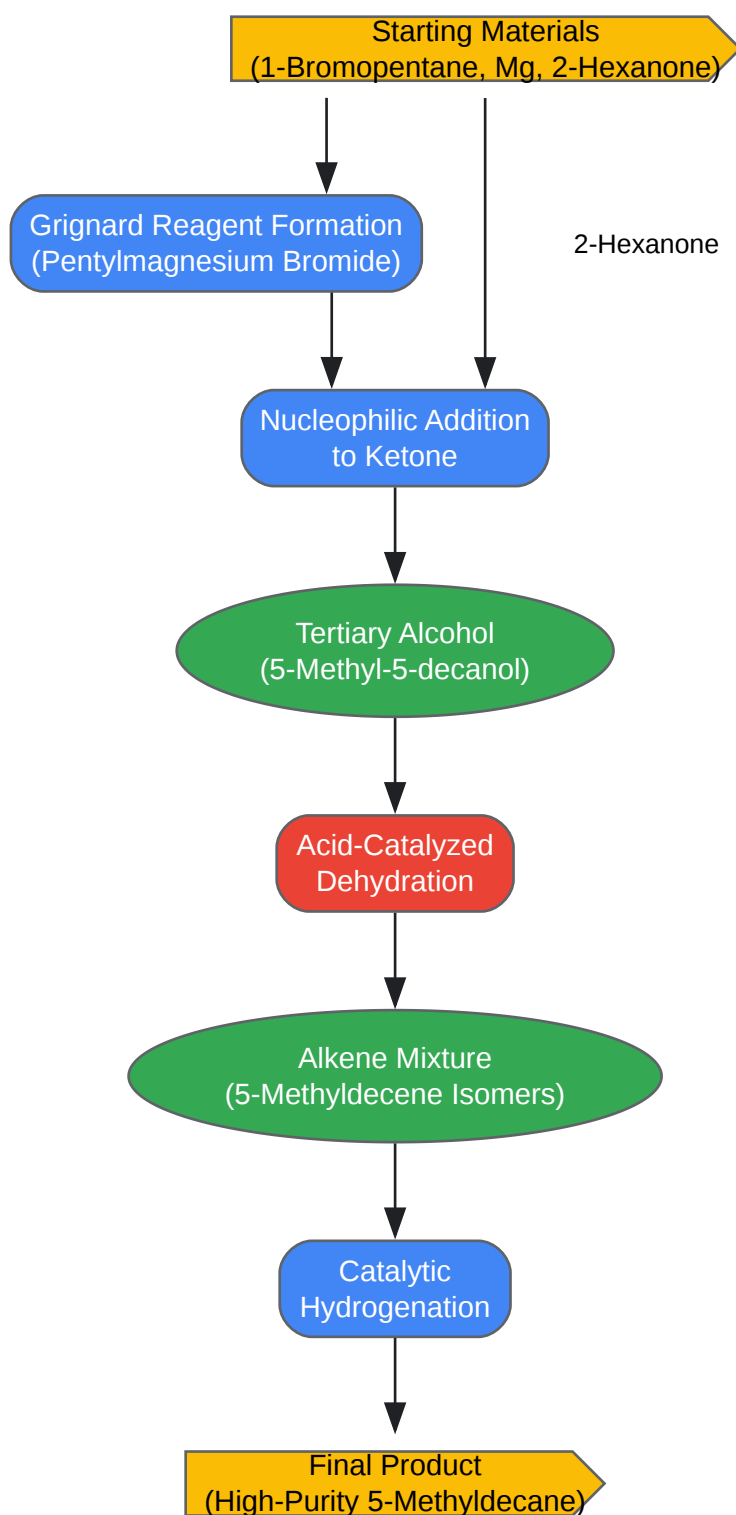 Starting Materials
(1-Bromopentane, Mg, 2-Hexanone)
Grignard Reagent Formation
(Pentylmagnesium Bromide)
2-Hexanone
Nucleophilic Addition
to Ketone
Tertiary Alcohol
(5-Methyl-5-decanol)
Acid-Catalyzed
Dehydration
Alkene Mixture
(5-Methyldecene Isomers)
Catalytic
Hydrogenation
Final Product
(High-Purity 5-Methyldecane)